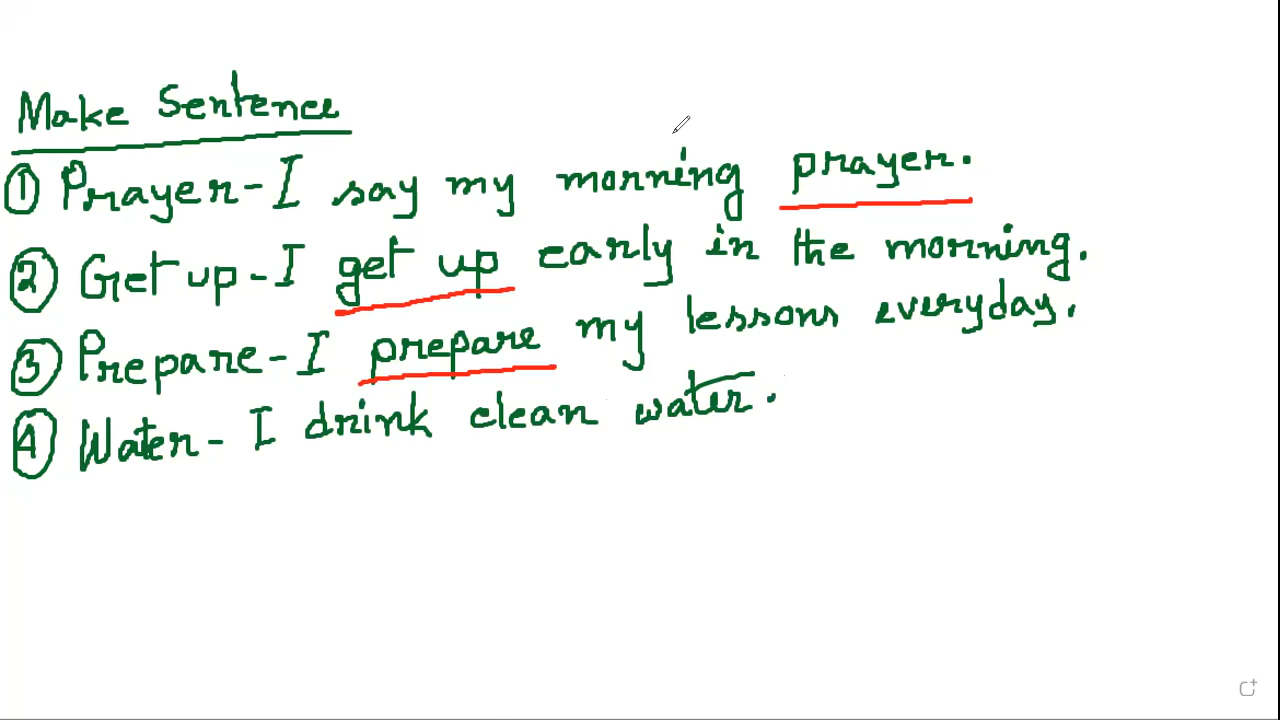 Make Sentence
① Prayer-I say my morning prayer.
② Get up-I get up early in the morning.
③ Prepare-I prepare my lessons everyday.
④ Water-I drink clean water.